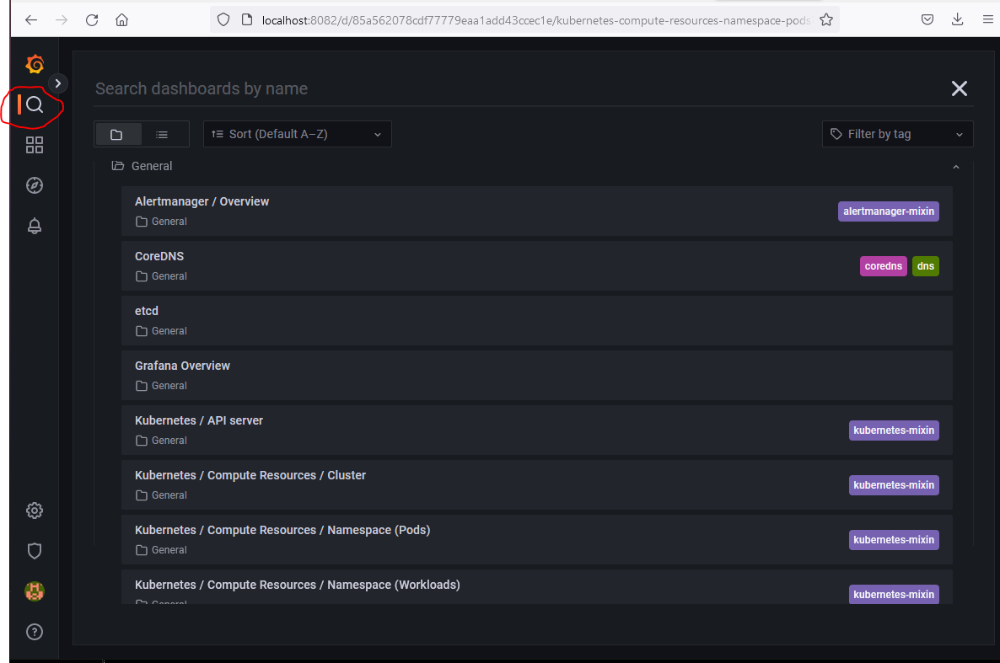 localhost:8082/d/85a562078cdf77779eaa1add43ccec1e/kubernetes-compute-resources-namespace-pods
Search dashboards by name
Sort (Default A–Z)
Filter by tag
General
Alertmanager / Overview
General
alertmanager-mixin
CoreDNS
General
coredns dns
etcd
General
Grafana Overview
General
Kubernetes / API server
General
kubernetes-mixin
Kubernetes / Compute Resources / Cluster
General
kubernetes-mixin
Kubernetes / Compute Resources / Namespace (Pods)
General
kubernetes-mixin
Kubernetes / Compute Resources / Namespace (Workloads)
General
kubernetes-mixin